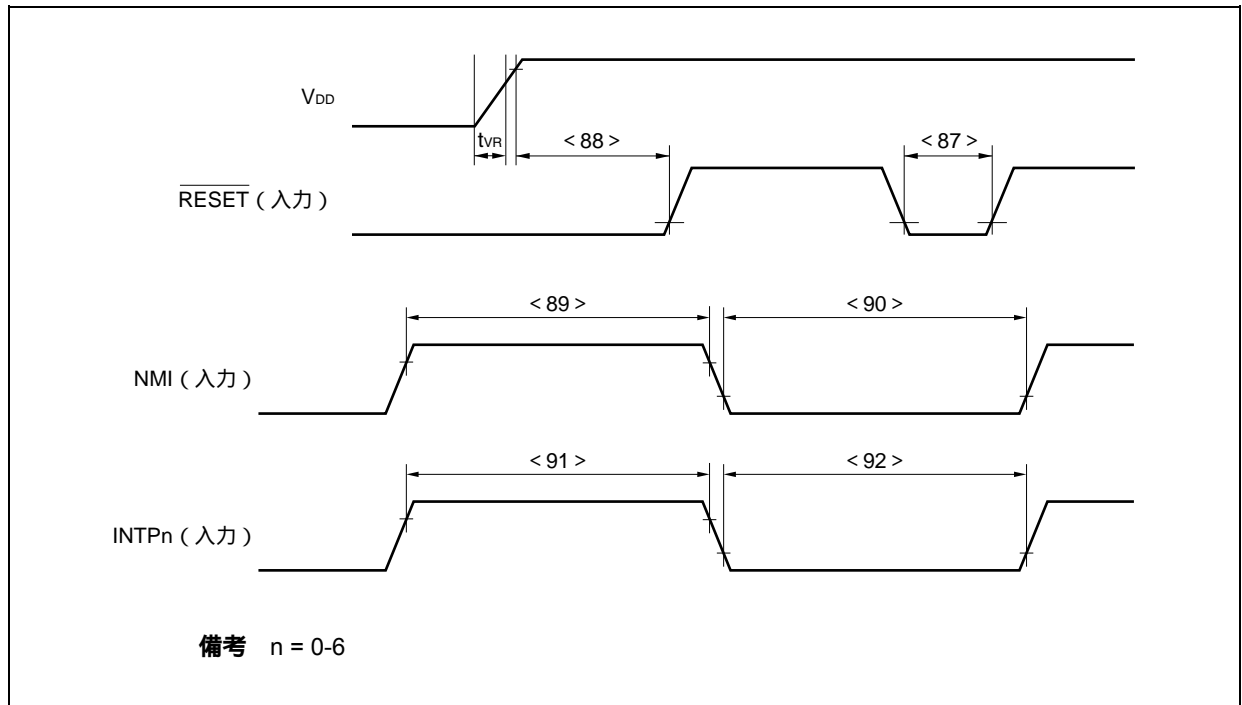 VDD
tVR
< 88 >
< 87 >
RESET ( 入力 )
< 89 >
< 90 >
NMI ( 入力 )
< 91 >
< 92 >
INTPn ( 入力 )
備考 n = 0-6